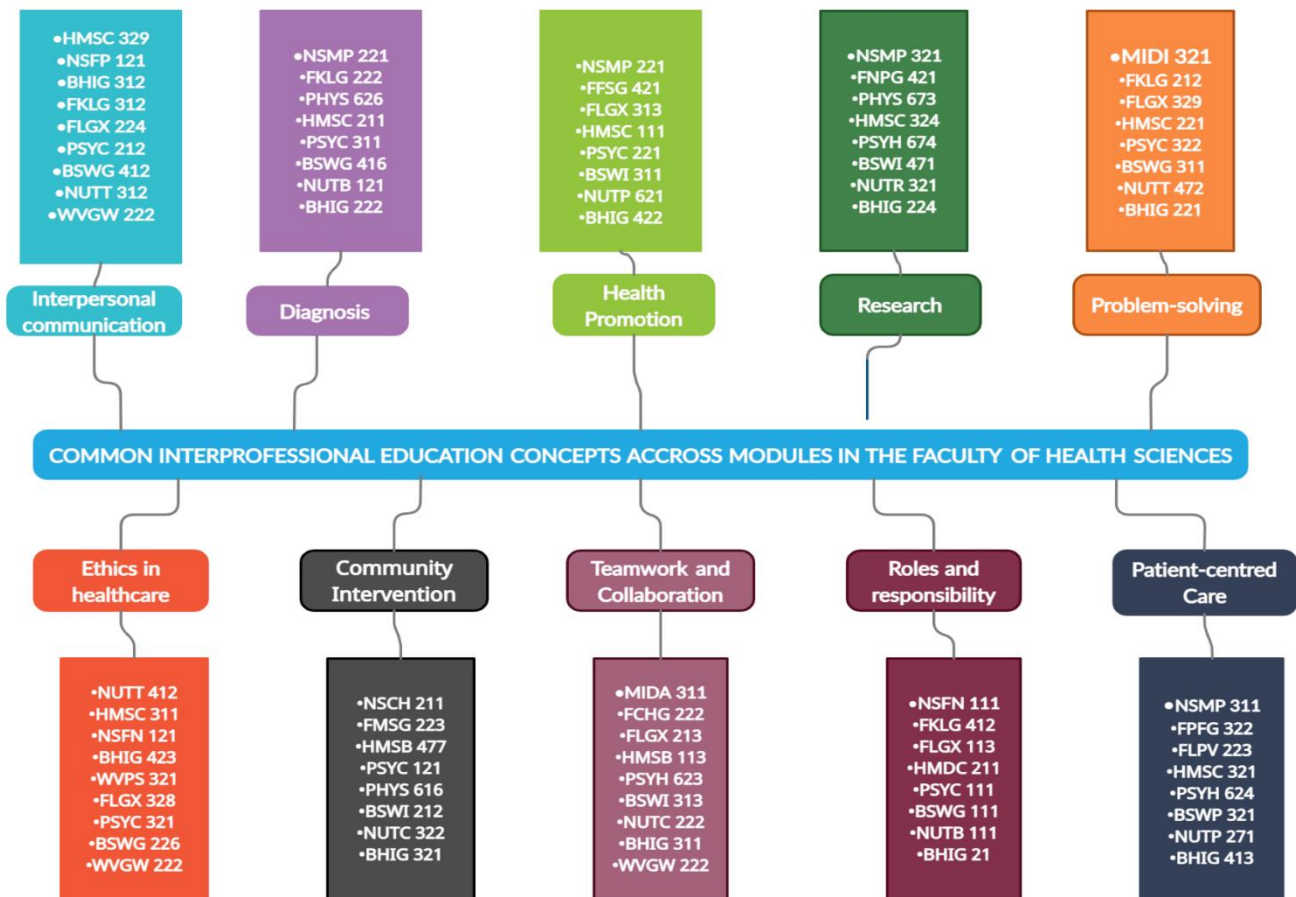 •HMSC 329
•NSFP 121
•BHIG 312
•FKLG 312
•FLGX 224
•PSYC 212
•BSWG 412
•NUTT 312
•WVGW 222
Interpersonal
communication
•NSMP 221
•FKLG 222
•PHYS 626
•HMSC 211
•PSYC 311
•BSWG 416
•NUTB 121
•BHIG 222
Diagnosis
•NSMP 221
•FFSG 421
•FLGX 313
•HMSC 111
•PSYC 221
•BSWI 311
•NUTP 621
•BHIG 422
Health
Promotion
•NSMP 321
•FNPG 421
•PHYS 673
•HMSC 324
•PSYH 674
•BSWI 471
•NUTR 321
•BHIG 224
Research
•MIDI 321
•FKLG 212
•FLGX 329
•HMSC 221
•PSYC 322
•BSWG 311
•NUTT 472
•BHIG 221
Problem-solving
COMMON INTERPROFESSIONAL EDUCATION CONCEPTS ACCROSS MODULES IN THE FACULTY OF HEALTH SCIENCES
Ethics in
healthcare
•NUTT 412
•HMSC 311
•NSFN 121
•BHIG 423
•WVPS 321
•FLGX 328
•PSYC 321
•BSWG 226
•WVGW 222
Community
Intervention
•NSCH 211
•FMSG 223
•HMSB 477
•PSYC 121
•PHYS 616
•BSWI 212
•NUTC 322
•BHIG 321
Teamwork and
Collaboration
•MIDA 311
•FCHG 222
•FLGX 213
•HMSB 113
•PSYH 623
•BSWI 313
•NUTC 222
•BHIG 311
•WVGW 222
Roles and
responsibility
•NSFN 111
•FKLG 412
•FLGX 113
•HMDC 211
•PSYC 111
•BSWG 111
•NUTB 111
•BHIG 21
Patient-centred
Care
•NSMP 311
•FPFG 322
•FLPV 223
•HMSC 321
•PSYH 624
•BSWP 321
•NUTP 271
•BHIG 413